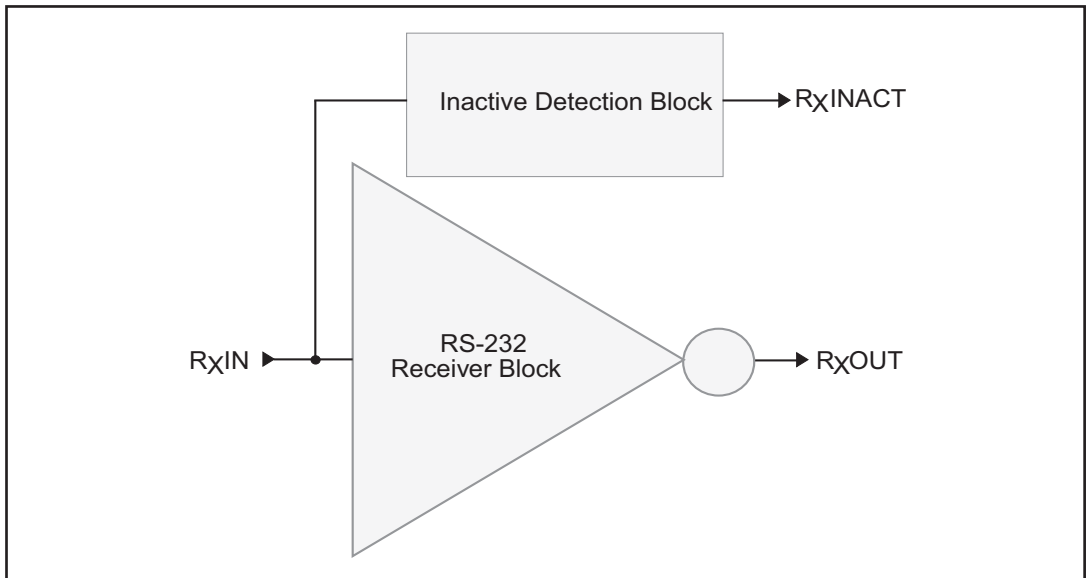 Inactive Detection Block
RXINACT
RXIN
RS-232
Receiver Block
RXOUT